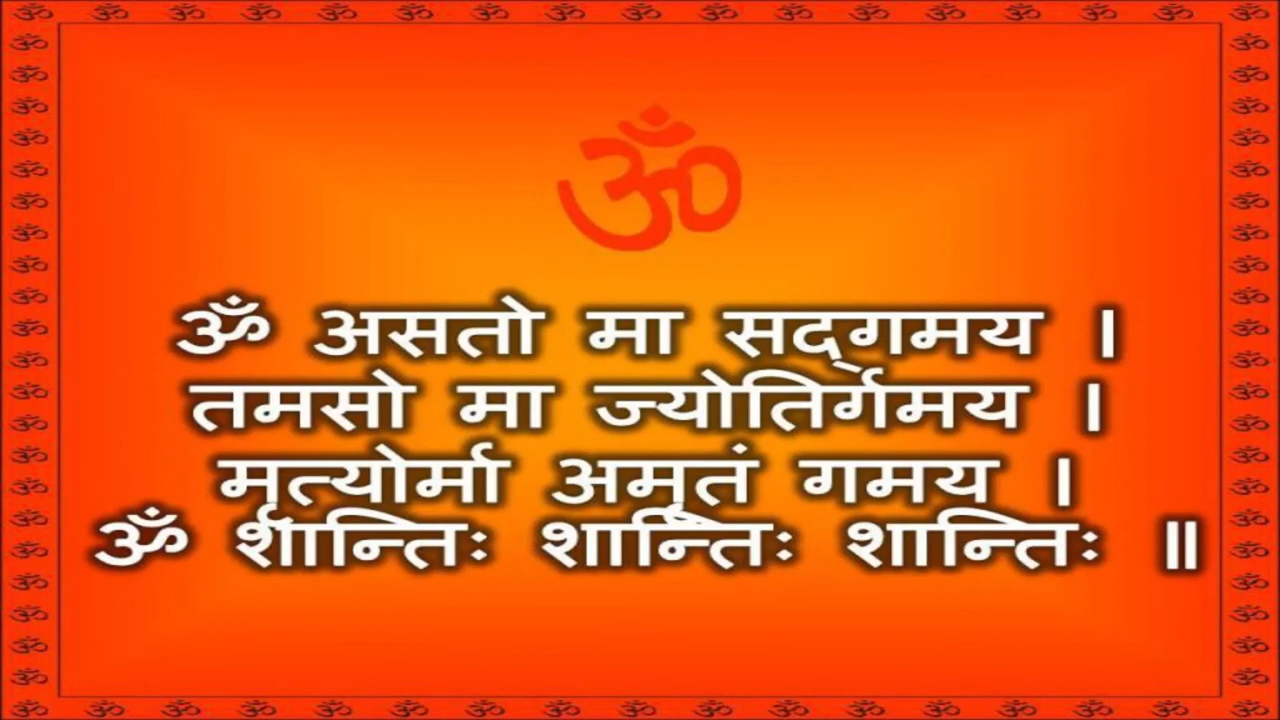 ॐ
ॐ असतो मा सद्गमय ।
तमसो मा ज्योतिर्गमय ।
मृत्योर्मा अमृतं गमय ।
ॐ शान्तिः शान्तिः शान्तिः ॥